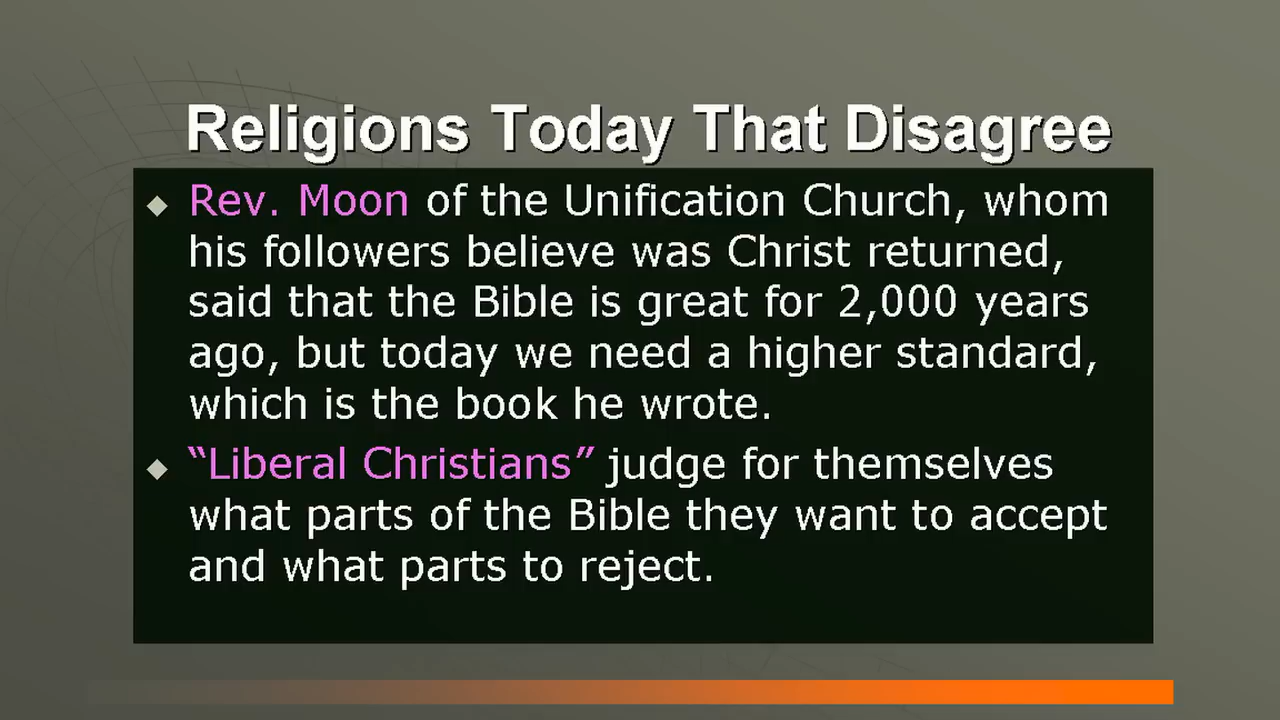 Religions Today That Disagree
Rev. Moon of the Unification Church, whom
his followers believe was Christ returned,
said that the Bible is great for 2,000 years
ago, but today we need a higher standard,
which is the book he wrote.
“Liberal Christians” judge for themselves
what parts of the Bible they want to accept
and what parts to reject.